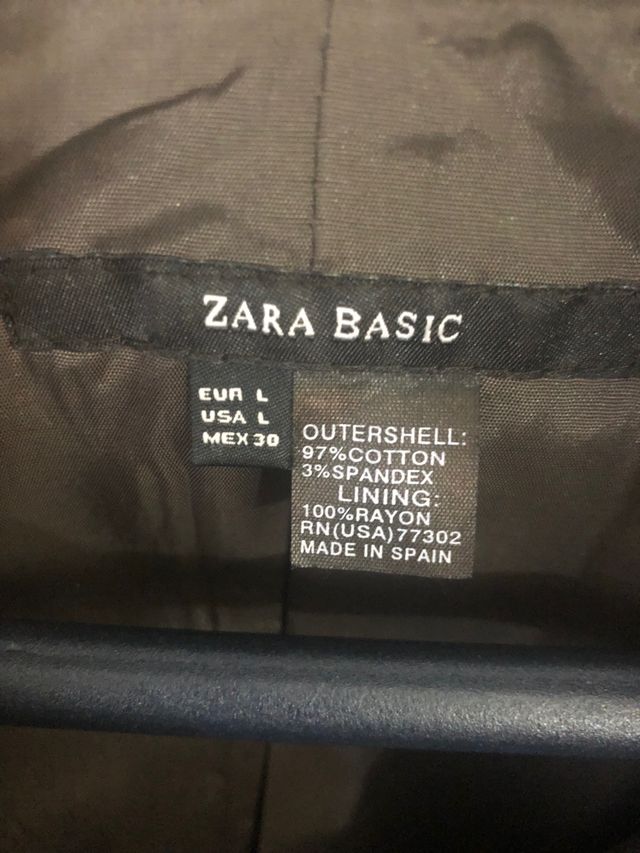 ZARA BASIC
EUR L
USA L
MEX 30
OUTERSHELL:
97%COTTON
3%SPANDEX
LINING:
100%RAYON
RN(USA)77302
MADE IN SPAIN